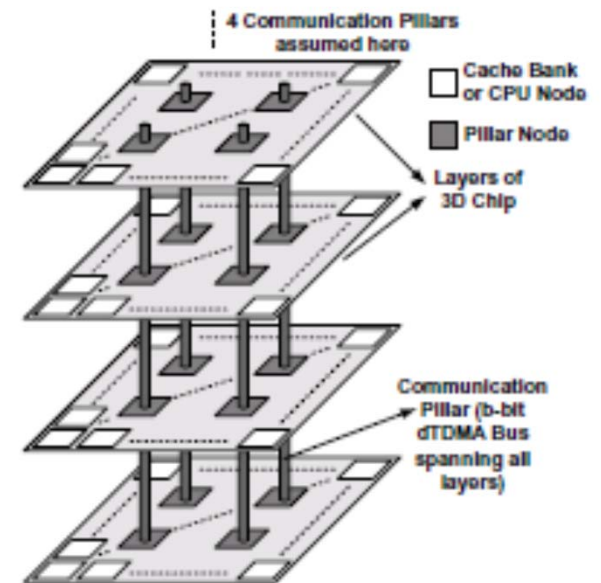 4 Communication Pillars
assumed here
Cache Bank
or CPU Node
Pillar Node
Layers of
3D Chip
Communication
Pillar (b-bit
dTDMA Bus
spanning all
layers)